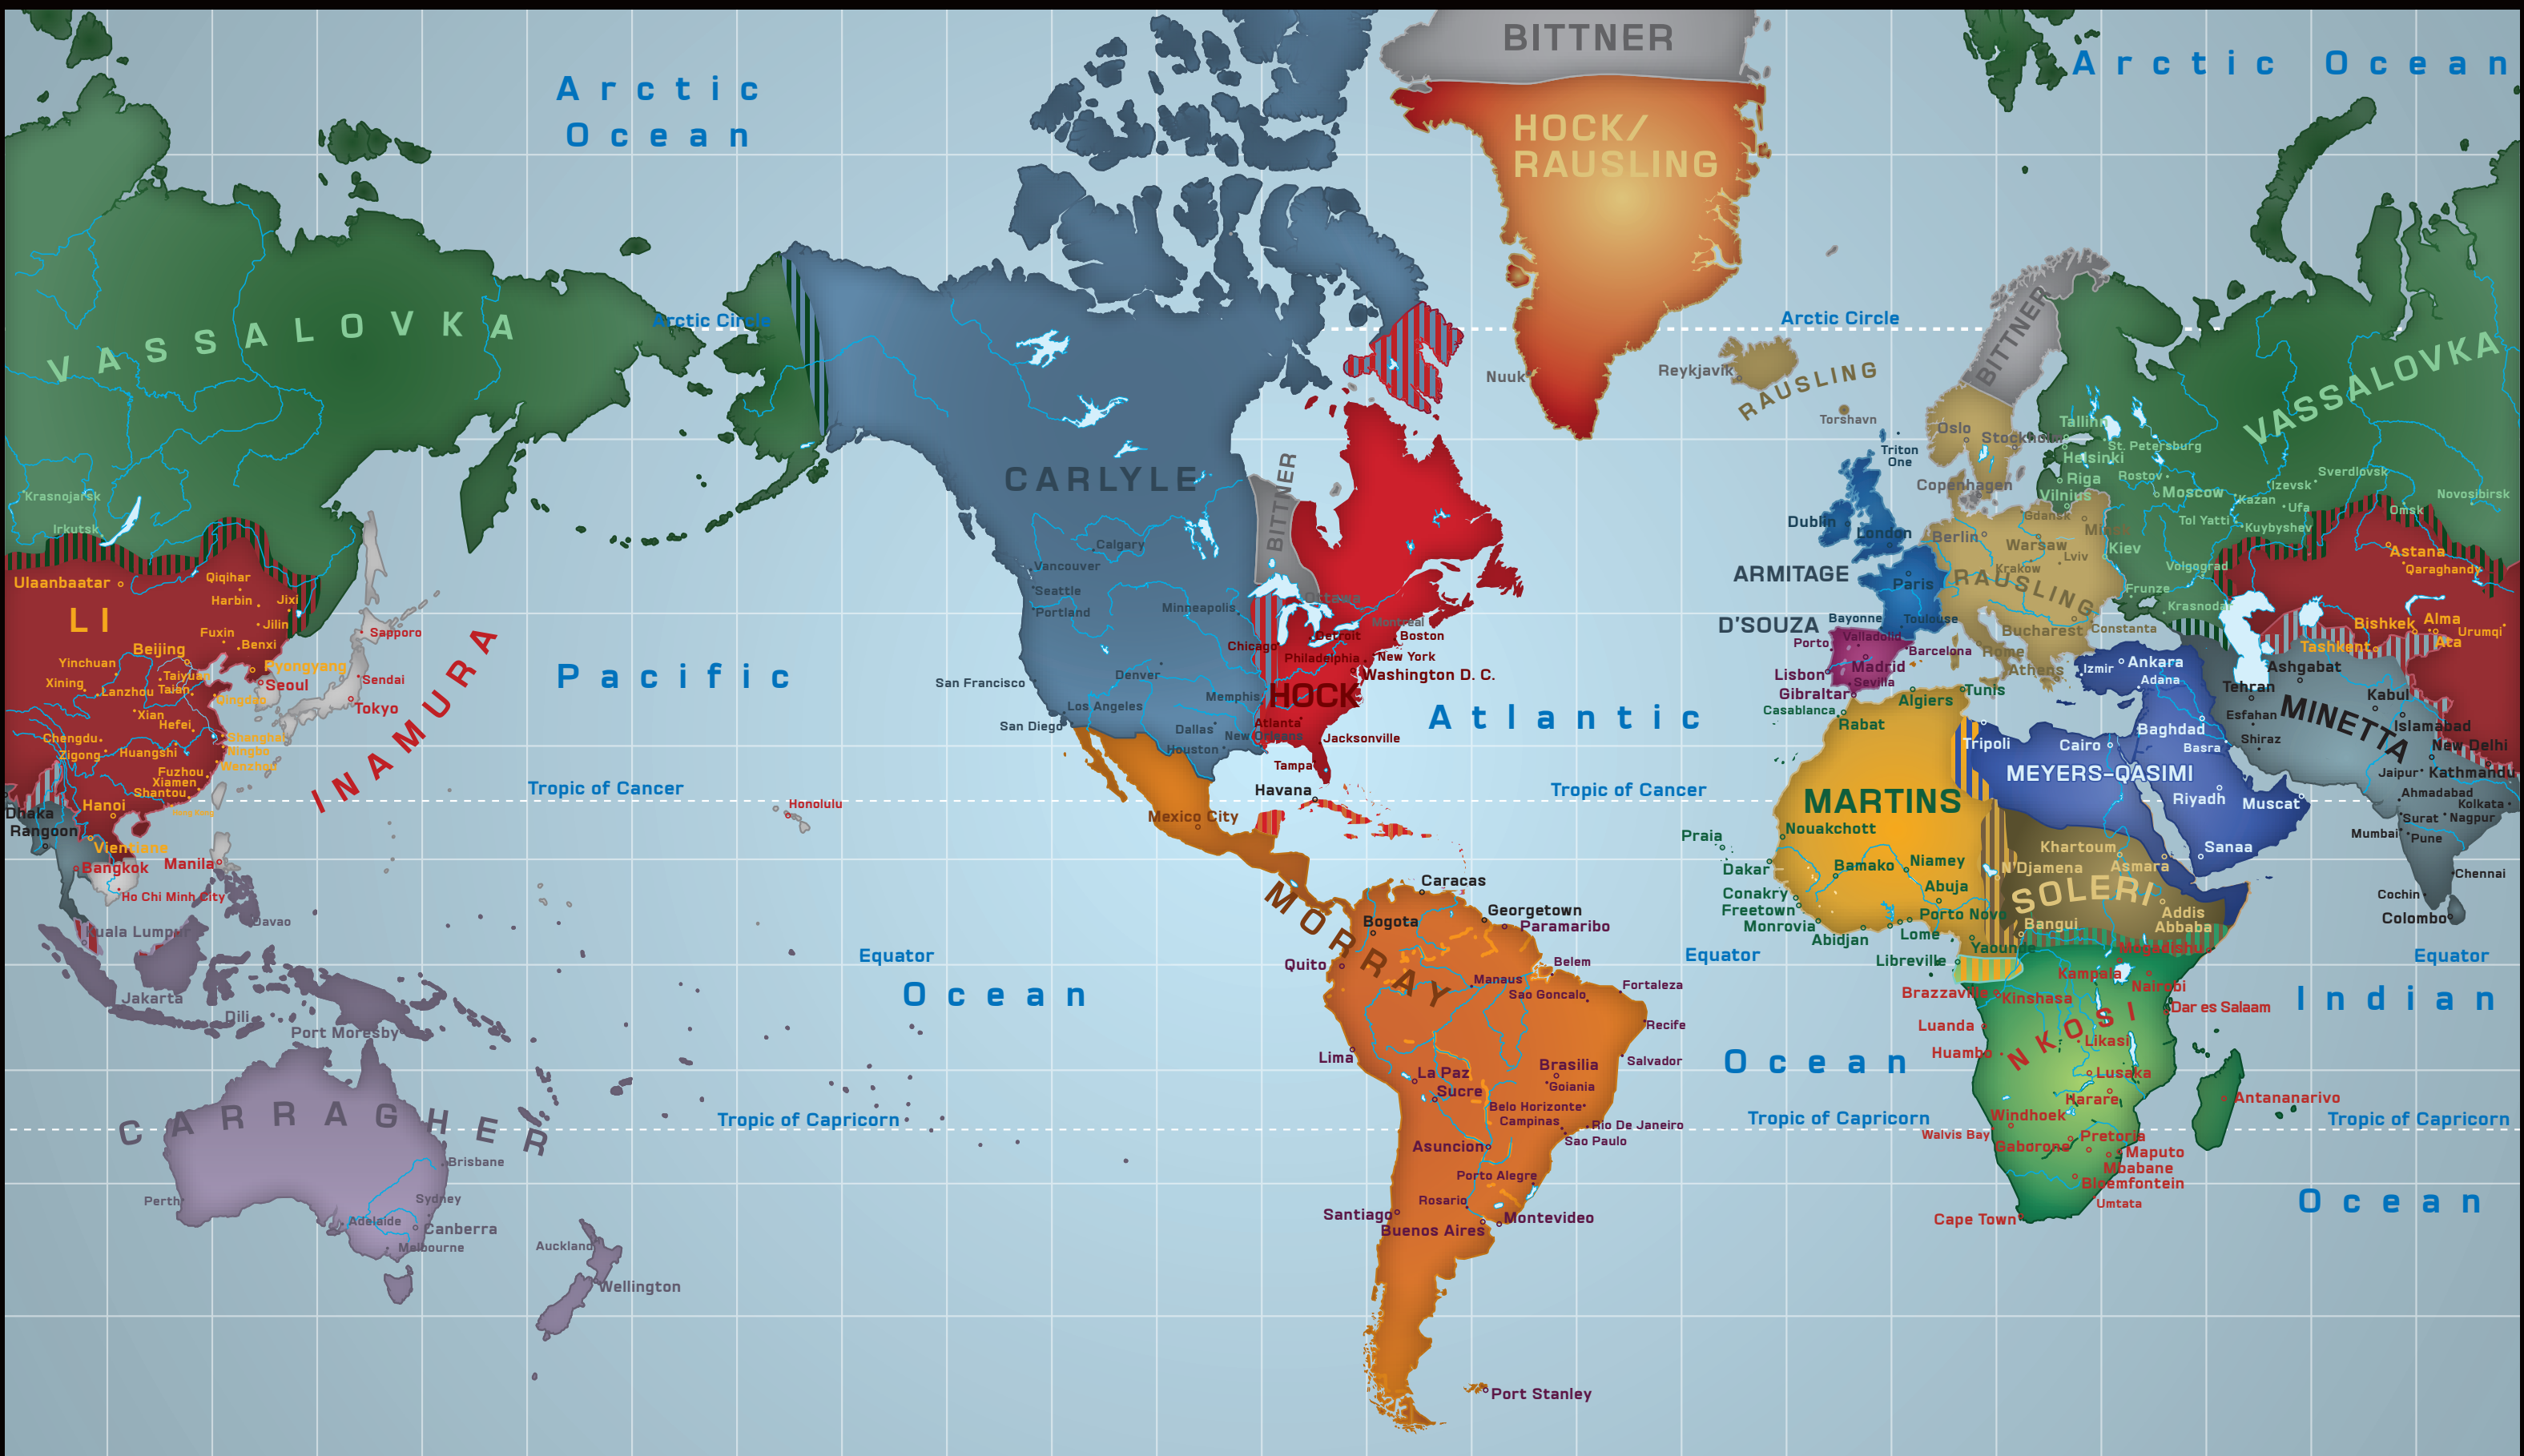 BITTNER
Arctic Ocean
Arctic
Ocean
HOCK/
RAUSLING
VASSALOVKA
Arctic Circle
Arctic Circle
BITTNER
VASSALOVKA
Nuuk
Reykjavik
RAUSLING
Torshavn
Oslo
Stockholm
Triton
One
Tallinn
St. Petersburg
Helsinki
Riga
Rostov
Moscow
Vilnius
Copenhagen
Sverdlovsk
Izevsk
Kazan
Ufa
Novosibirsk
Omsk
Tol Yatti
Kuybyshev
CARLYLE
BITTNER
Krasnojarsk
Irkutsk
Calgary
Vancouver
Seattle
Portland
Minneapolis
Ottawa
Montreal
Chicago
Detroit
Boston
Philadelphia
New York
Washington D. C.
HOCK
Denver
Memphis
San Francisco
Los Angeles
San Diego
Dallas
Houston
New Orleans
Atlanta
Jacksonville
Tampa
Havana
Dublin
London
ARMITAGE
Paris
Berlin
Gdansk
Minsk
Warsaw
Lviv
Krakow
Kiev
RAUSLING
Volgograd
Frunze
Krasnodar
Astana
Qaraghandy
D'SOUZA
Bayonne
Toulouse
Porto
Valladolid
Barcelona
Madrid
Lisbon
Sevilla
Gibraltar
Bucharest
Constanta
Rome
Athens
Bishkek
Alma
Ata
Urumqi
Tashkent
Ulaanbaatar
LI
Qiqihar
Harbin
Jixi
Jilin
Fuxin
Benxi
Beijing
Pyongyang
Seoul
Yinchuan
Taiyuan
Xining
Lanzhou
Taian
Qingdao
Xian
Hefei
Chengdu
Shanghai
Zigong
Huangshi
Ningbo
Wenzhou
Fuzhou
Xiamen
Shantou
Hanoi
Vientiane
Sapporo
Sendai
Tokyo
INAMURA
Pacific
Atlantic
Tropic of Cancer
Tropic of Cancer
Honolulu
Mexico City
Dhaka
Rangoon
Bangkok
Manila
Ho Chi Minh City
Davao
Kuala Lumpur
Jakarta
Dili
Port Moresby
Casablanca
Rabat
Algiers
Tunis
Tripoli
Izmir
Ankara
Adana
Cairo
Baghdad
Basra
MEYERS-QASIMI
Riyadh
Muscat
Sanaa
Ashgabat
Tehran
Esfahan
Shiraz
MINETTA
Kabul
Islamabad
New Delhi
Jaipur
Kathmandu
Ahmadabad
Kolkata
Surat
Nagpur
Mumbai
Pune
Chennai
Cochin
Colombo
MARTINS
Nouakchott
Praia
Dakar
Bamako
Niamey
Conakry
Freetown
Monrovia
Abidjan
Abuja
Porto Novo
Lome
Yaounde
Libreville
Khartoum
Asmara
N'Djamena
SOLERI
Addis
Abbaba
Bangui
Mogadishu
MORRAY
Caracas
Bogota
Georgetown
Paramaribo
Quito
Belem
Manaus
Sao Goncalo
Fortaleza
Recife
Lima
Salvador
Brasilia
La Paz
Goiania
Sucre
Belo Horizonte
Campinas
Rio De Janeiro
Sao Paulo
Asuncion
Porto Alegre
Rosario
Santiago
Montevideo
Buenos Aires
Port Stanley
Equator
Equator
Equator
Ocean
Ocean
Indian
Ocean
Kampala
Nairobi
Brazzaville
Kinshasa
Dar es Salaam
NKOSI
Luanda
Huambo
Likasi
Lusaka
Harare
Antananarivo
Windhoek
Walvis Bay
Pretoria
Gaborone
Maputo
Mbabane
Bloemfontein
Umtata
Cape Town
Tropic of Capricorn
Tropic of Capricorn
Tropic of Capricorn
CARRAGHER
Brisbane
Perth
Sydney
Adelaide
Canberra
Melbourne
Auckland
Wellington